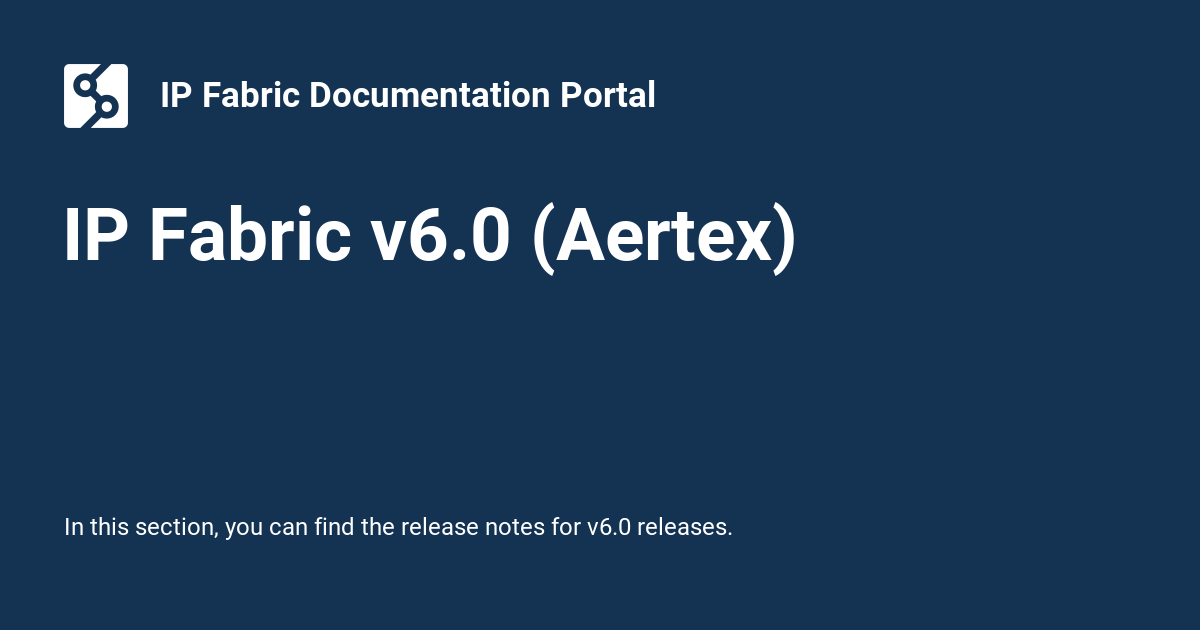 IP Fabric Documentation Portal
IP Fabric v6.0 (Aertex)
In this section, you can find the release notes for v6.0 releases.